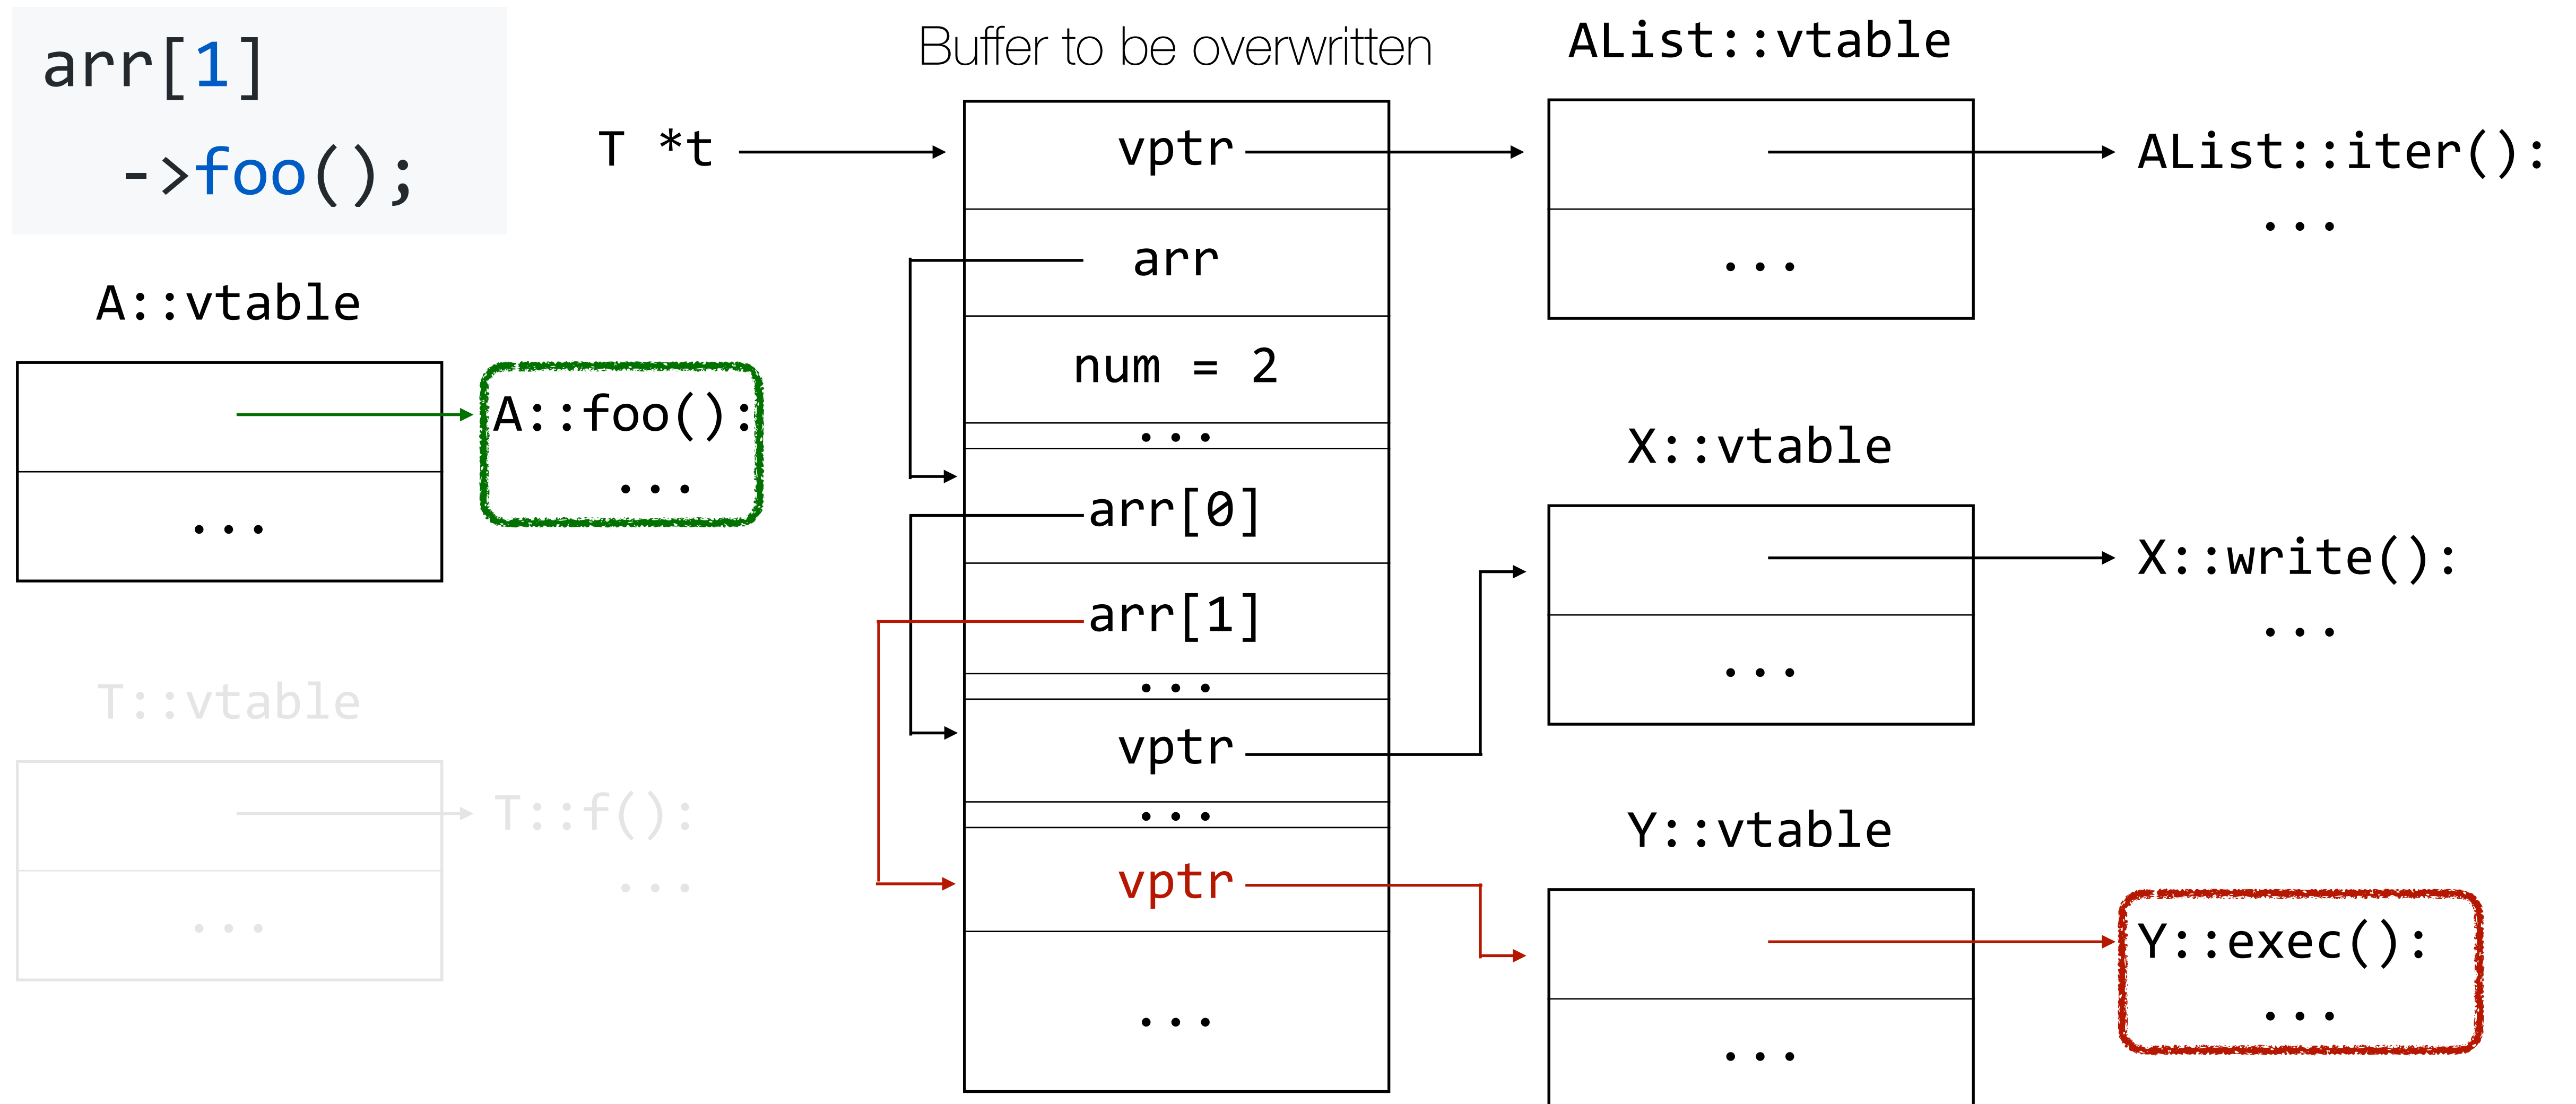 arr[1]
->foo();
A::vtable
A::foo():
...
...
T::vtable
T::f():
...
...
Buffer to be overwritten
T *t
vptr
arr
num = 2
...
arr[0]
arr[1]
...
vptr
...
vptr
...
AList::vtable
AList::iter():
...
...
X::vtable
X::write():
...
...
Y::vtable
Y::exec():
...
...